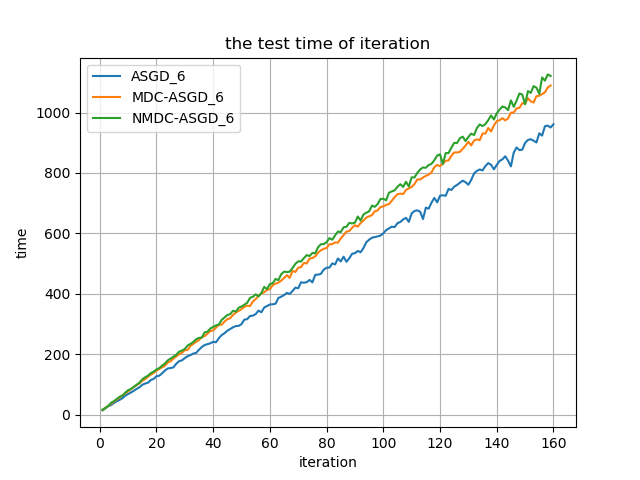 the test time of iteration
ASGD_6
MDC-ASGD_6
NMDC-ASGD_6
1000
800
600
400
200
0
time
0 20 40 60 80 100 120 140 160
iteration